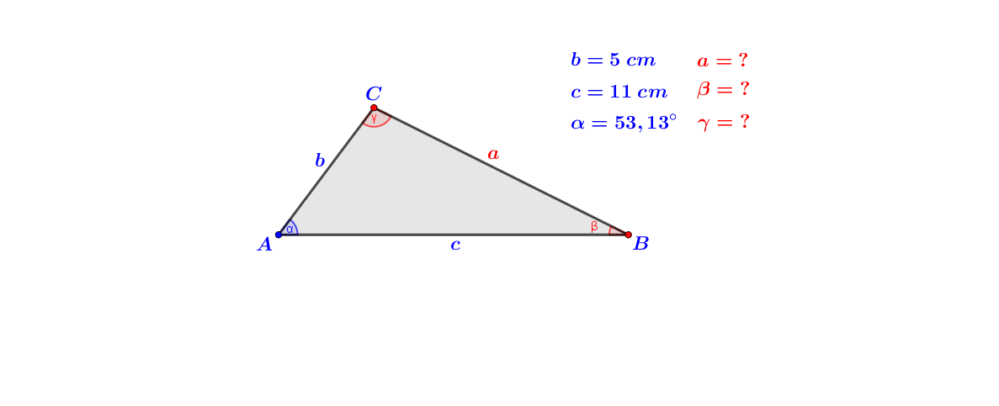 b = 5 cm a = ?
c = 11 cm β = ?
α = 53,13° γ = ?
C
γ
b
a
α
β
A
c
B